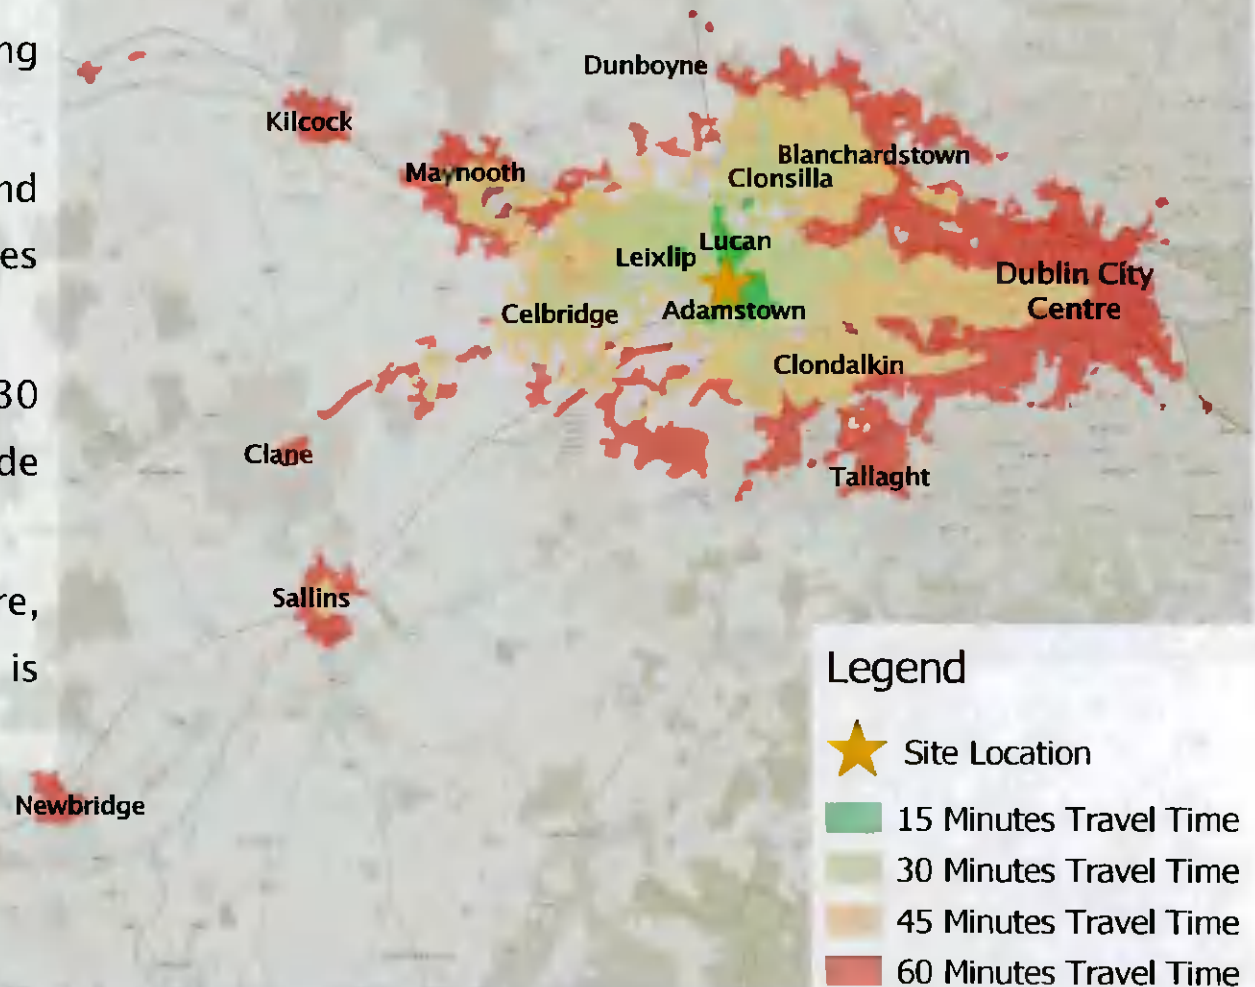 ng
nd
es
30
de
re,
is
Dunboyne
Kilcock
Blanchardstown
Maynooth
Clonsilla
Lucan
Leixlip
Dublin City
Centre
Celbridge
Adamstown
Clondalkin
Clane
Tallaght
Sallins
Newbridge
Legend
Site Location
15 Minutes Travel Time
30 Minutes Travel Time
45 Minutes Travel Time
60 Minutes Travel Time